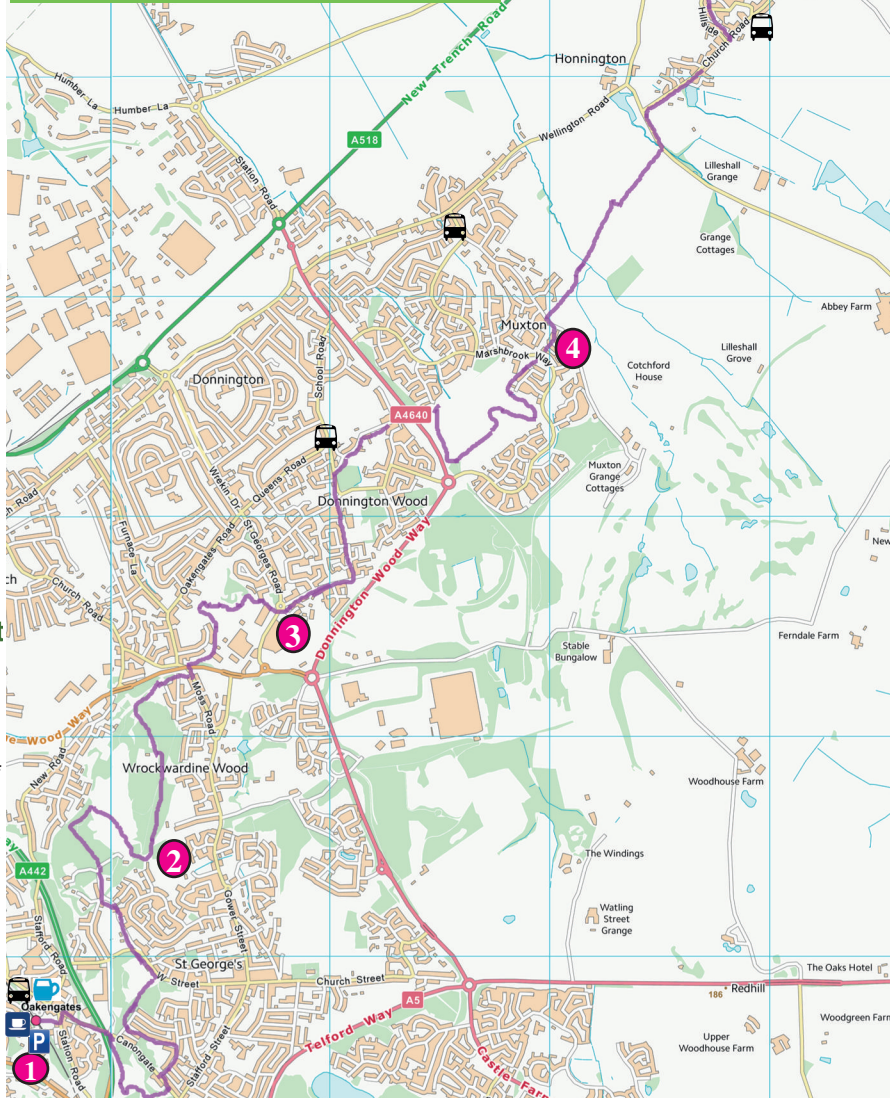 Hillside
Church Road
Honnington
New Trench Road
Humber La
Humber La
Wellington Road
A518
Station Road
Lilleshall
Grange
Grange
Cottages
Abbey Farm
Muxton
4
Marshbrook Way
Lilleshall
Grove
School Road
Cotchford
House
Donnington
A4640
Queens Road
Muxton
Grange
Cottages
Wrekin Dr
Donnington Wood
ch Road
St Georges Road
Furnace La
Oakengates Road
New
ch
Church Road
Donnington Wood Way
t
3
Ferndale Farm
Stable
Bungalow
Moss Road
e Wood Way
New Road
Wrockwardine Wood
Woodhouse Farm
2
ay
The Windings
A442
Gower Street
Watling
Street
Grange
Stafford Road
St George's
W Street
Church Street
The Oaks Hotel
A5
186
Redhill
Oakengates
Telford Way
Woodgreen Farm
P
Station Road
Canongate
Stafford Street
Upper
Woodhouse Farm
1
Castle Farm